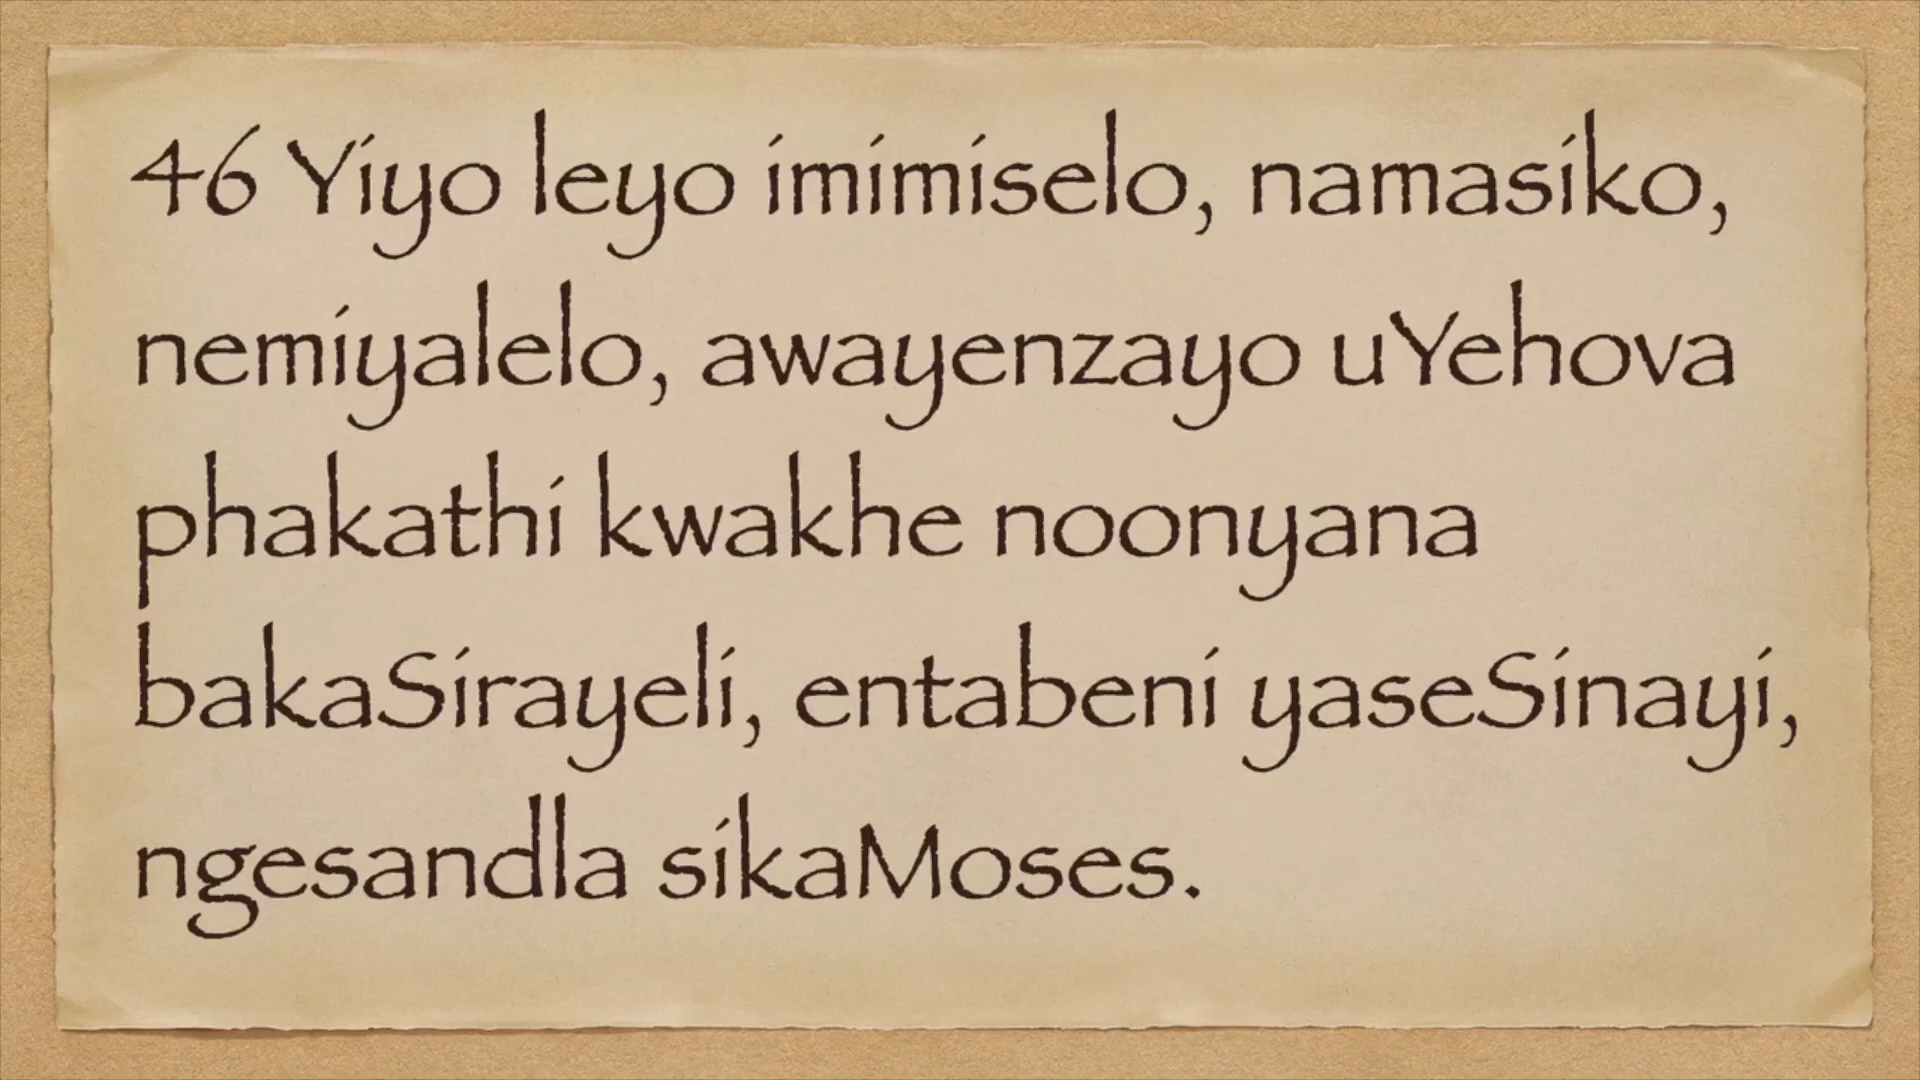 46 Yiyo leyo imimiselo, namasiko,
nemiyalelo, awayenzayo uYehova
phakathi kwakhe noonyana
bakaSirayeli, entabeni yaseSinayi,
ngesandla sikaMoses.